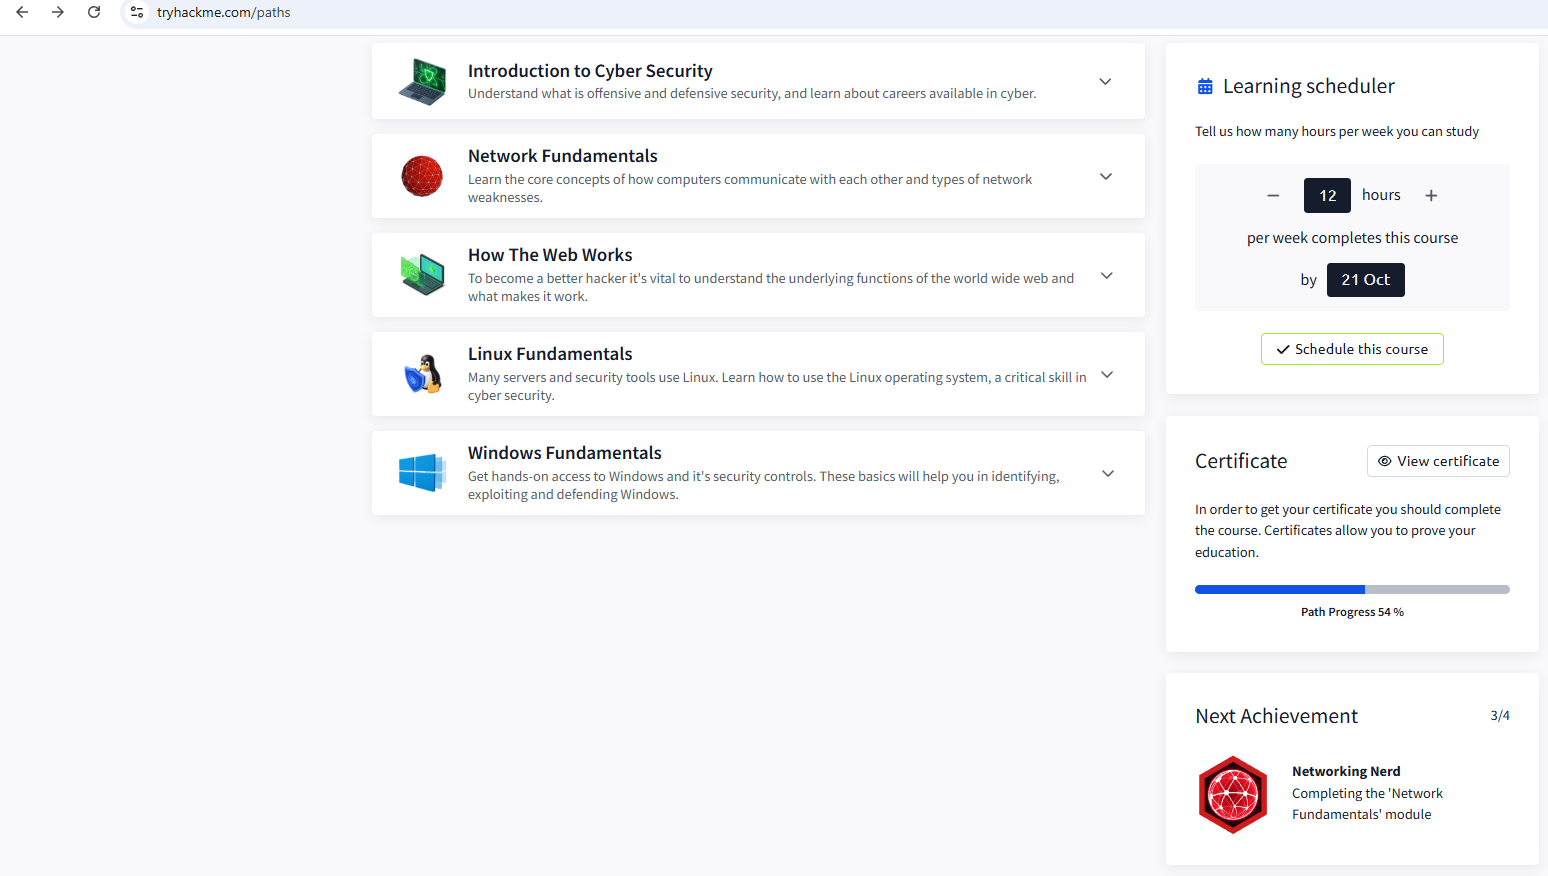 tryhackme.com/paths
Introduction to Cyber Security
Understand what is offensive and defensive security, and learn about careers available in cyber.
Network Fundamentals
Learn the core concepts of how computers communicate with each other and types of network
weaknesses.
How The Web Works
To become a better hacker it's vital to understand the underlying functions of the world wide web and
what makes it work.
Linux Fundamentals
Many servers and security tools use Linux. Learn how to use the Linux operating system, a critical skill in
cyber security.
Windows Fundamentals
Get hands-on access to Windows and it's security controls. These basics will help you in identifying,
exploiting and defending Windows.
Learning scheduler
Tell us how many hours per week you can study
− 12 hours +
per week completes this course
by 21 Oct
Schedule this course
Certificate
View certificate
In order to get your certificate you should complete
the course. Certificates allow you to prove your
education.
Path Progress 54 %
Next Achievement
3/4
Networking Nerd
Completing the 'Network
Fundamentals' module